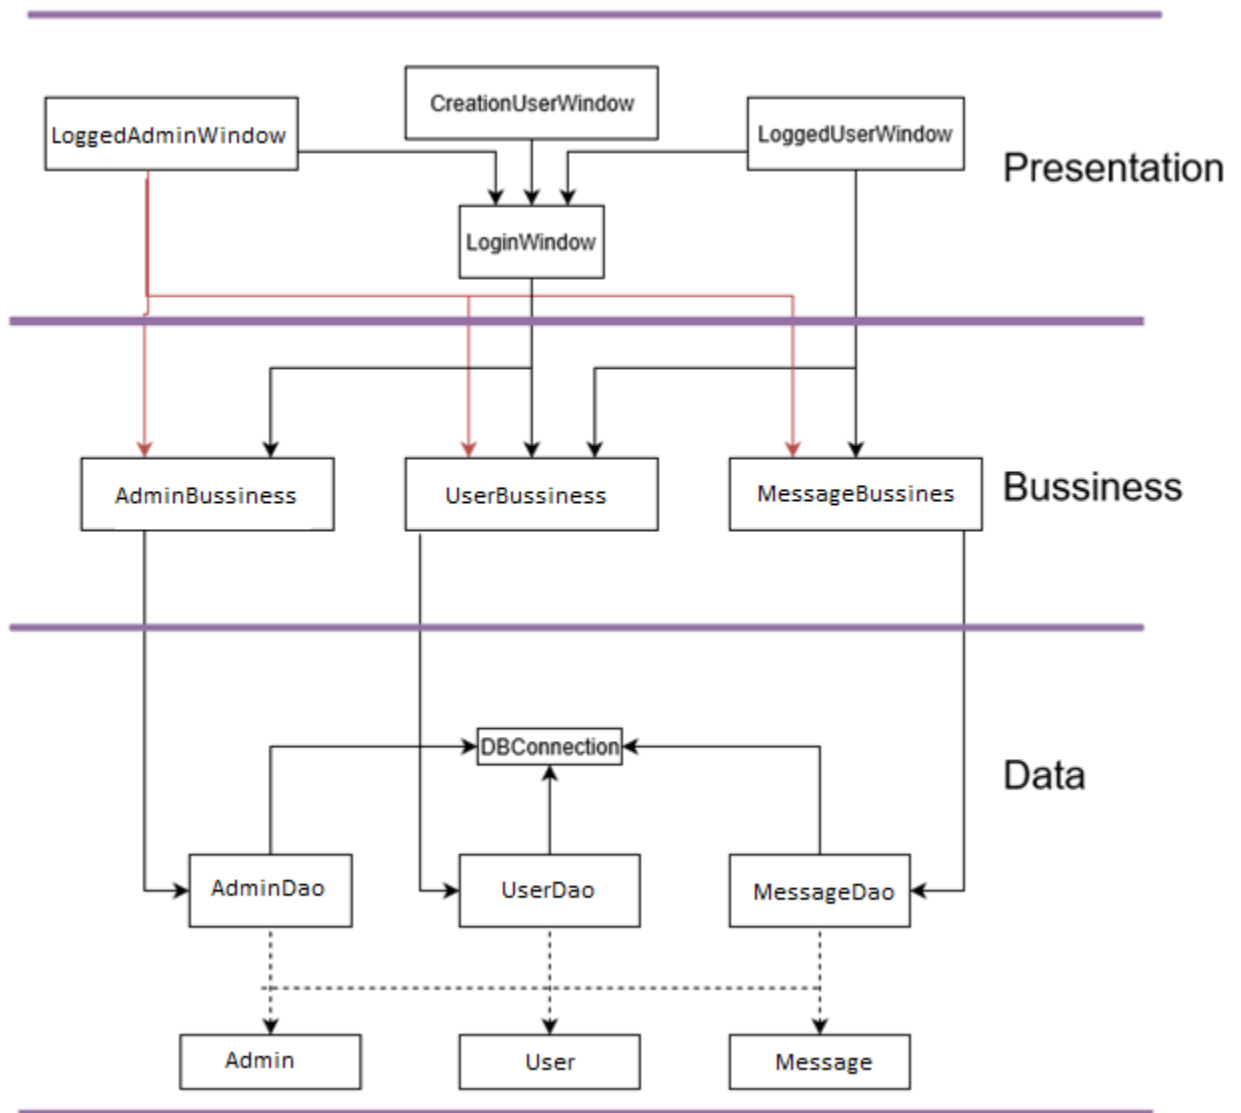 CreationUserWindow
LoggedAdminWindow
LoggedUserWindow
Presentation
LoginWindow
AdminBussiness
UserBussiness
MessageBussines
Bussiness
DBConnection
Data
AdminDao
UserDao
MessageDao
Admin
User
Message